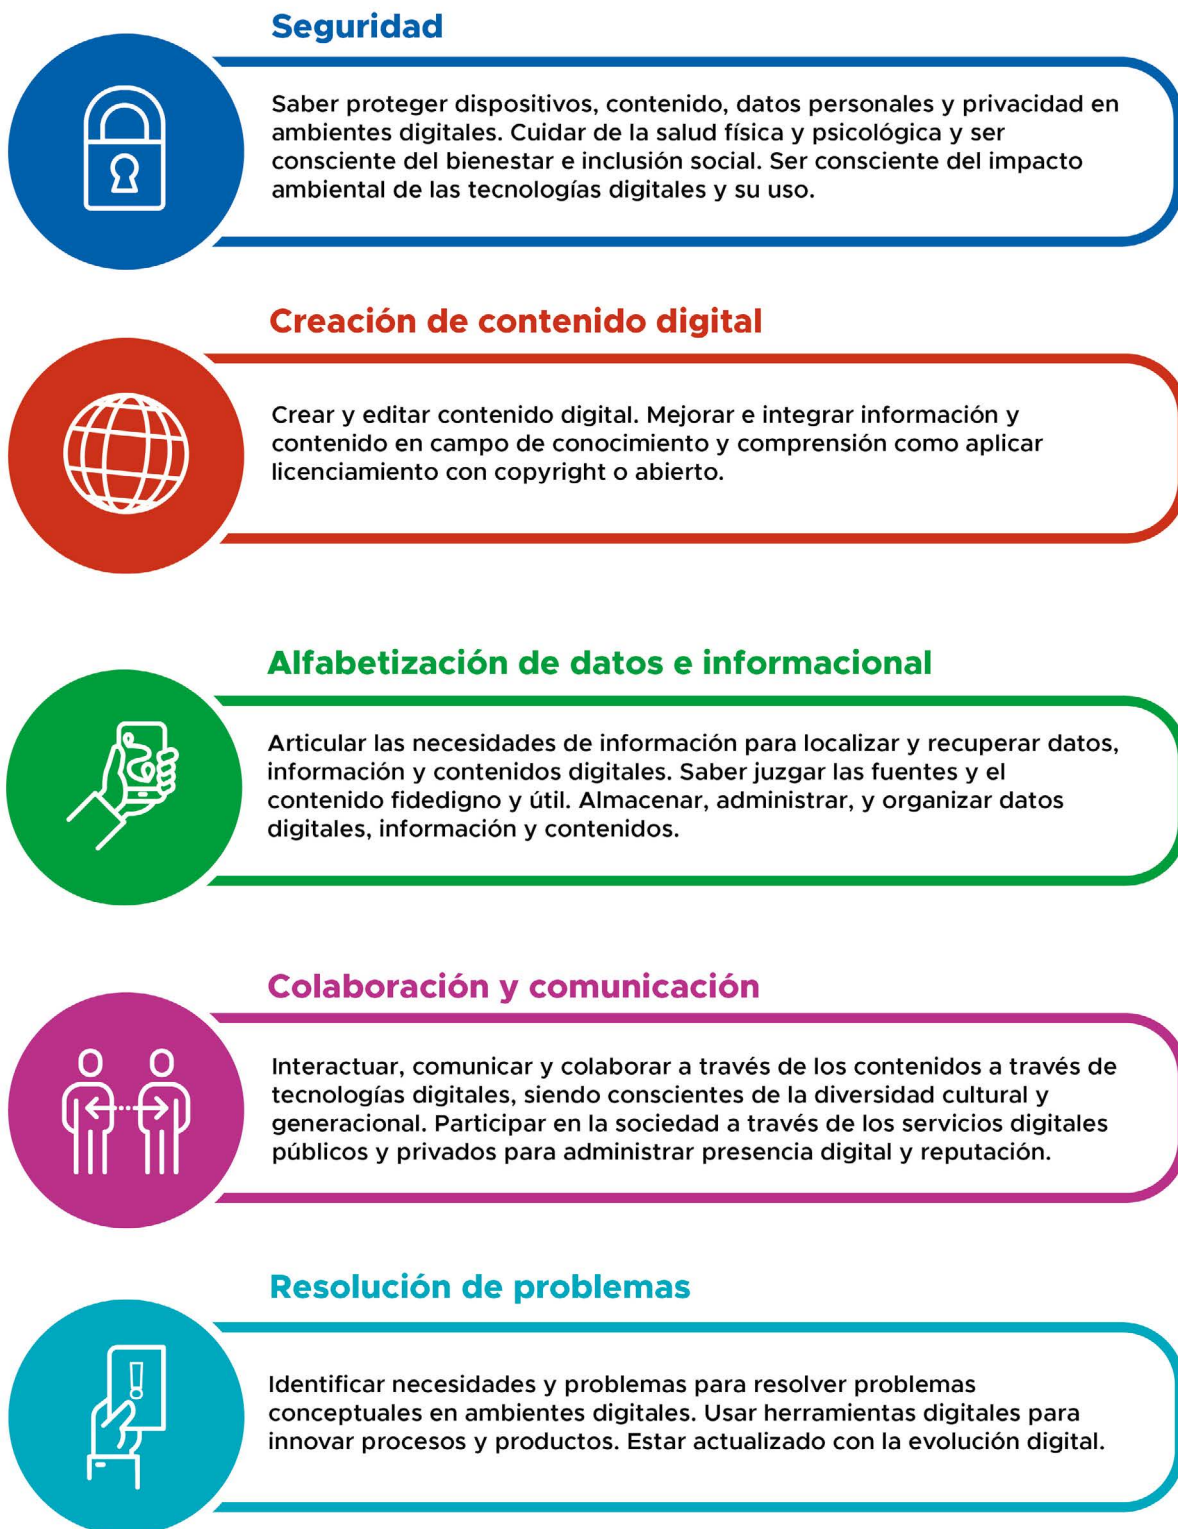 Seguridad
Saber proteger dispositivos, contenido, datos personales y privacidad en
ambientes digitales. Cuidar de la salud física y psicológica y ser
consciente del bienestar e inclusión social. Ser consciente del impacto
ambiental de las tecnologías digitales y su uso.
Creación de contenido digital
Crear y editar contenido digital. Mejorar e integrar información y
contenido en campo de conocimiento y comprensión como aplicar
licenciamiento con copyright o abierto.
Alfabetización de datos e informacional
Articular las necesidades de información para localizar y recuperar datos,
información y contenidos digitales. Saber juzgar las fuentes y el
contenido fidedigno y útil. Almacenar, administrar, y organizar datos
digitales, información y contenidos.
Colaboración y comunicación
Interactuar, comunicar y colaborar a través de los contenidos a través de
tecnologías digitales, siendo conscientes de la diversidad cultural y
generacional. Participar en la sociedad a través de los servicios digitales
públicos y privados para administrar presencia digital y reputación.
Resolución de problemas
Identificar necesidades y problemas para resolver problemas
conceptuales en ambientes digitales. Usar herramientas digitales para
innovar procesos y productos. Estar actualizado con la evolución digital.